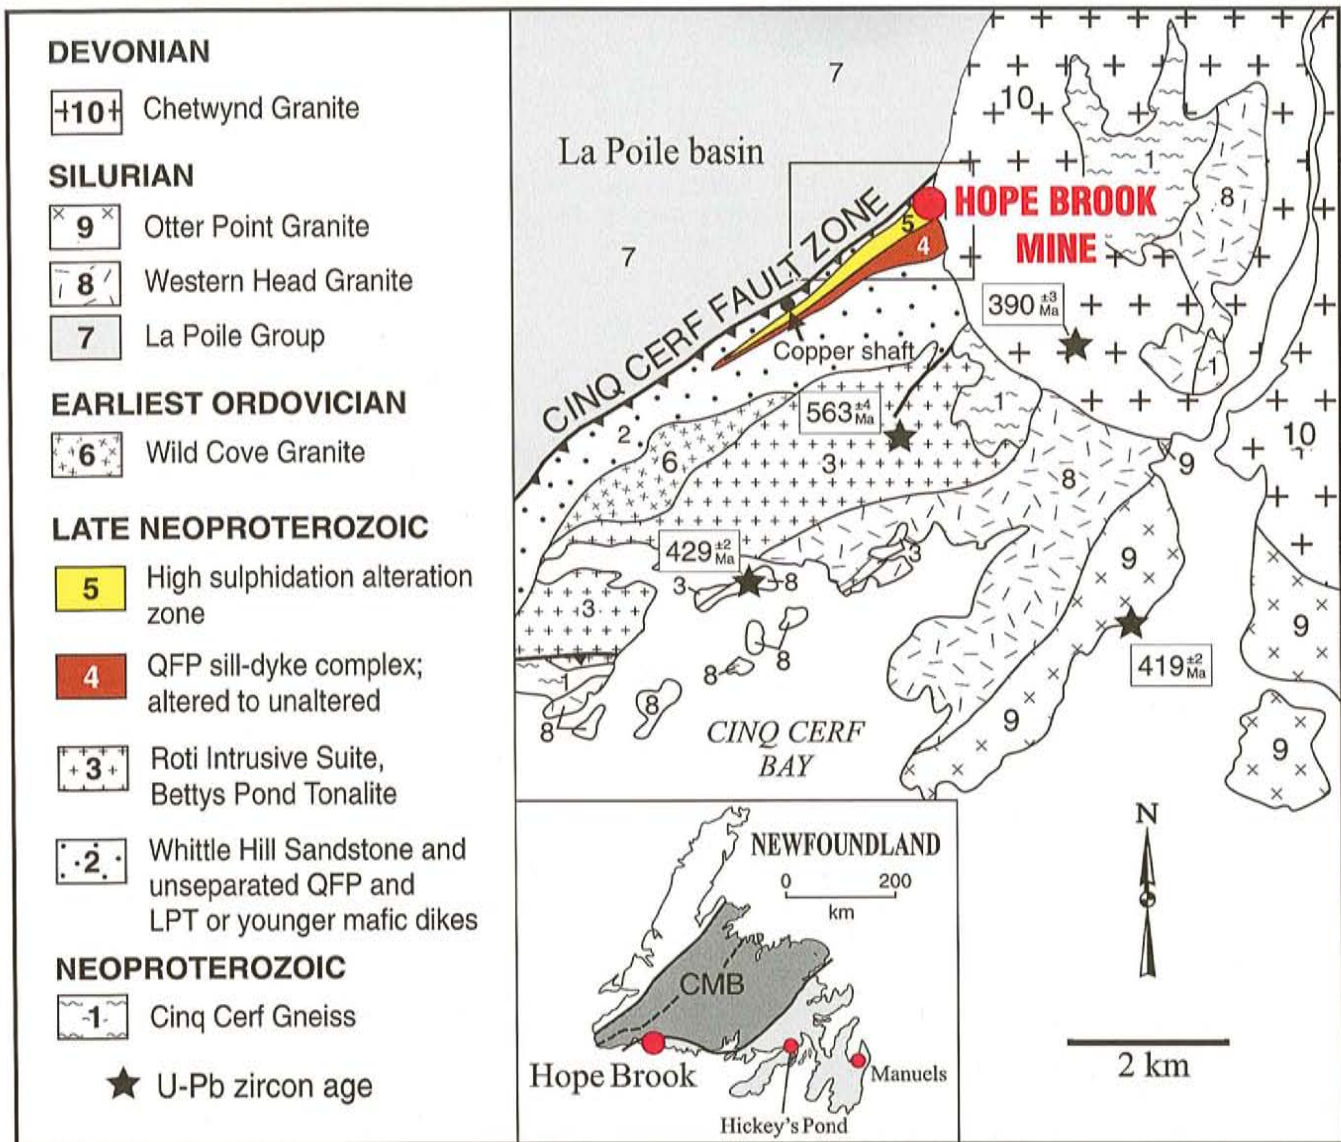 DEVONIAN
10
Chetwynd Granite
SILURIAN
9
Otter Point Granite
8
Western Head Granite
7
La Poile Group
EARLIEST ORDOVICIAN
6
Wild Cove Granite
LATE NEOPROTEROZOIC
5
High sulphidation alteration
zone
4
QFP sill-dyke complex;
altered to unaltered
3
Roti Intrusive Suite,
Bettys Pond Tonalite
2
Whittle Hill Sandstone and
unseparated QFP and
LPT or younger mafic dikes
NEOPROTEROZOIC
1
Cinq Cerf Gneiss
U-Pb zircon age
7
10
La Poile basin
1
8
HOPE BROOK
MINE
5
4
7
CINQ CERF FAULT ZONE
390 ±3 Ma
Copper shaft
1
563 ±4 Ma
1
2
6
3
8
9
10
429 ±2 Ma
3
3
8
9
3
8
9
419 ±2 Ma
1
8
8
8
9
9
CINQ CERF
BAY
N
2 km
NEWFOUNDLAND
0 200
km
CMB
Hope Brook
Manuels
Hickey's Pond